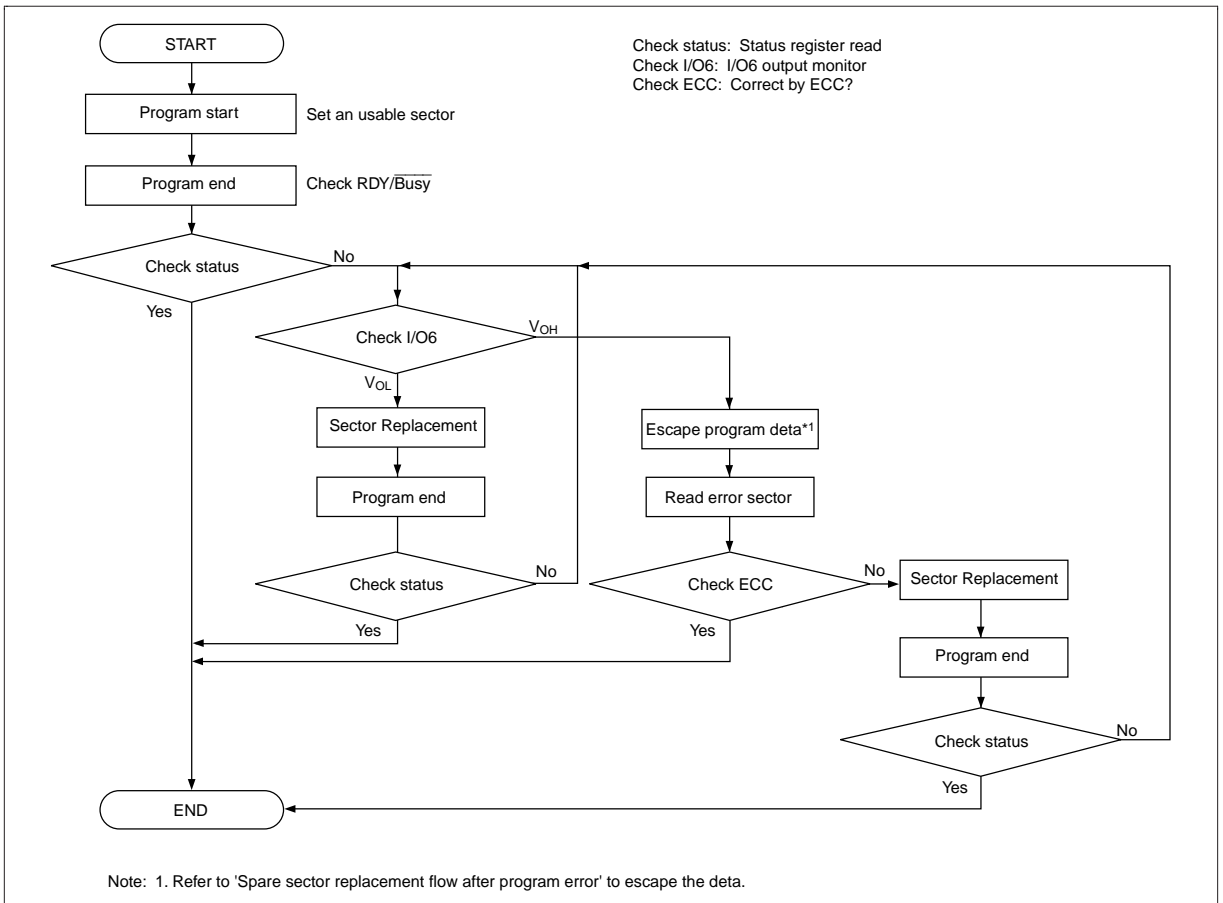 START
Check status: Status register read
Check I/O6: I/O6 output monitor
Check ECC: Correct by ECC?
Program start
Set an usable sector
Program end
Check RDY/Busy
Check status
No
Yes
Check I/O6
VOH
VOL
Sector Replacement
Escape program deta*1
Program end
Read error sector
Check status
No
Yes
Check ECC
No
Yes
Sector Replacement
Program end
Check status
No
Yes
END
Note: 1. Refer to 'Spare sector replacement flow after program error' to escape the deta.